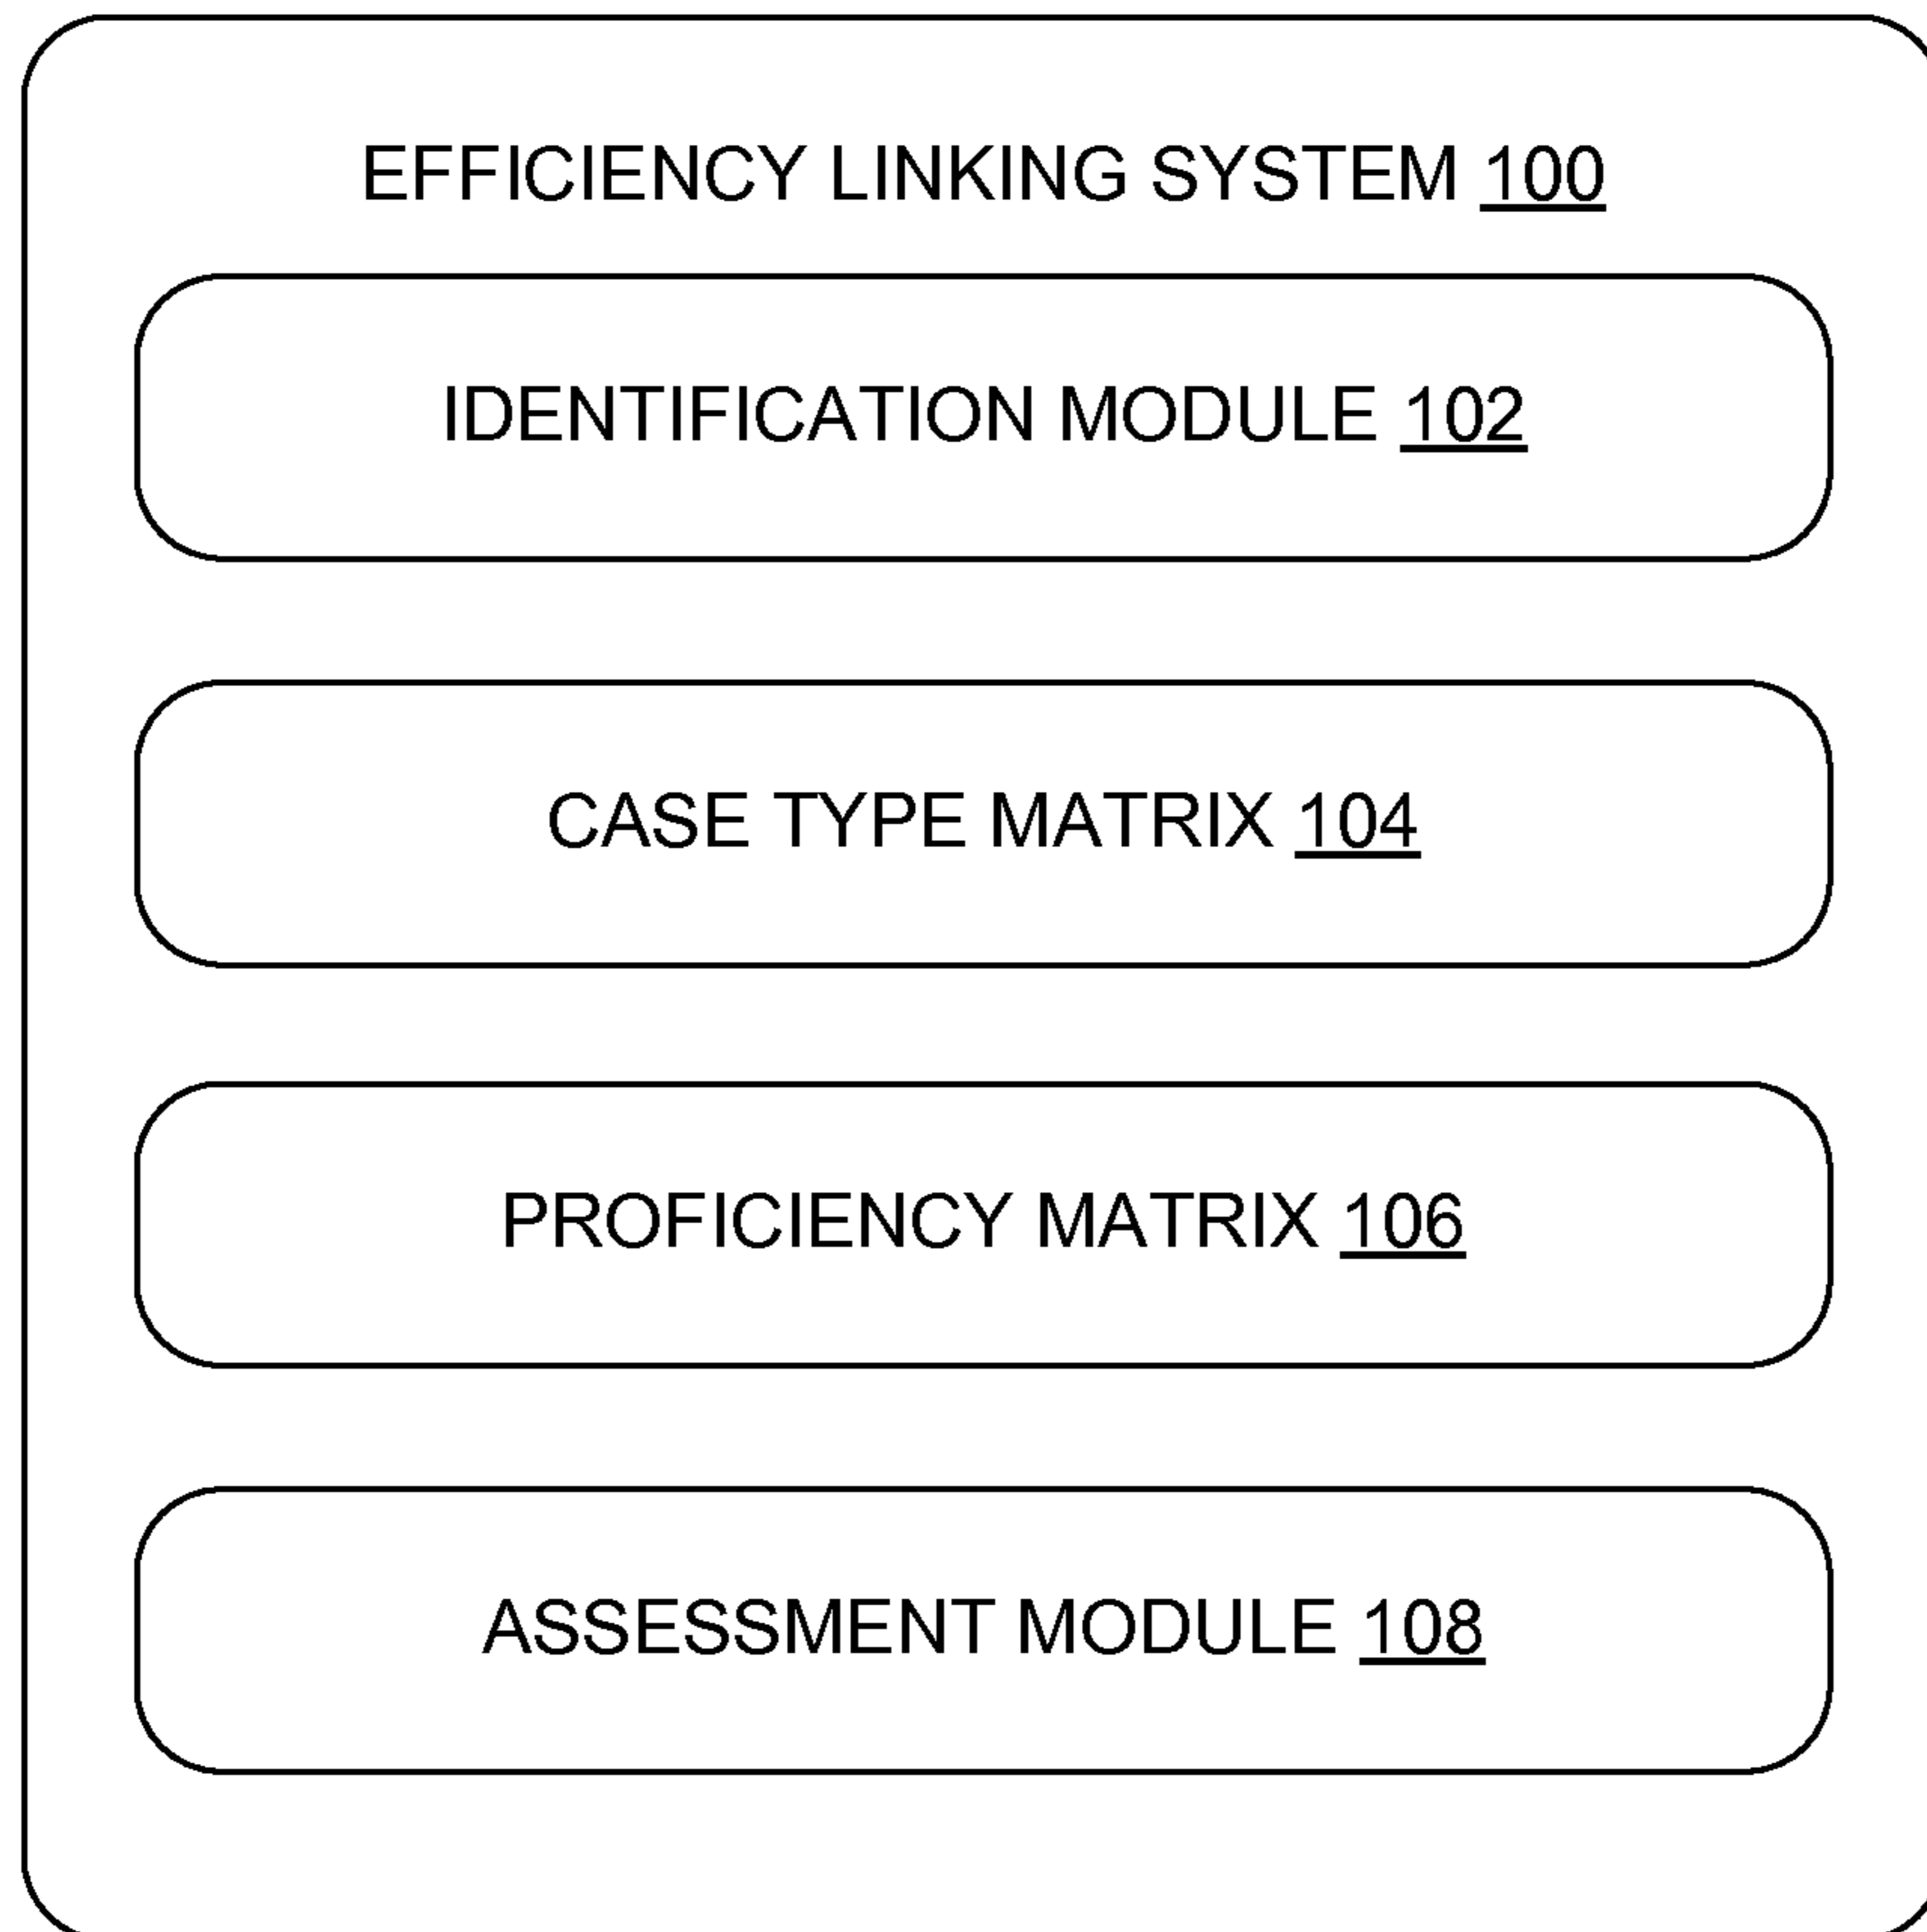 EFFICIENCY LINKING SYSTEM 100
IDENTIFICATION MODULE 102
CASE TYPE MATRIX 104
PROFICIENCY MATRIX 106
ASSESSMENT MODULE 108